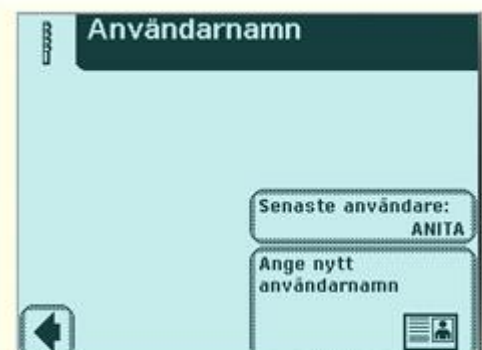 Användarnamn
Senaste användare:
ANITA
Ange nytt
användarnamn